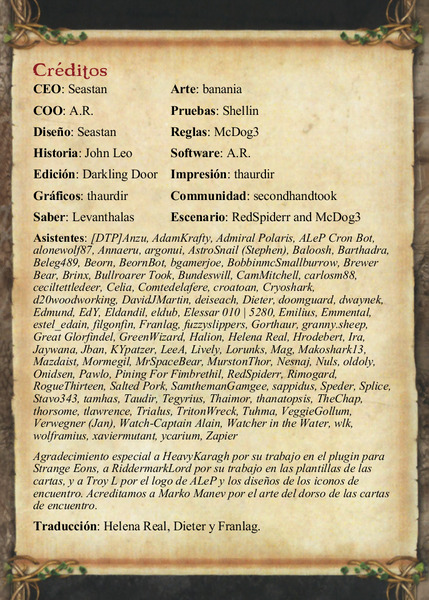 Créditos
CEO: Seastan Arte: banania
COO: A.R. Pruebas: Shellin
Diseño: Seastan Reglas: McDog3
Historia: John Leo Software: A.R.
Edición: Darkling Door Impresión: thaurdir
Gráficos: thaurdir Comunidad: secondhandtook
Saber: Levanthalas Escenario: RedSpiderr and McDog3
Asistentes: [DTP]Anzu, AdamKrafty, Admiral Polaris, ALeP Cron Bot,
alonewolf87, Annaeru, argomui, AstroSnail (Stephen), Baloosh, Barthadra,
Beleg489, Beorn, BeornBot, bgamerjoe, BobbinmcSmallburrow, Brewer
Bear, Brinx, Bullroarer Took, Bundeswill, CamMitchell, carlosm88,
ceciltettledeer, Celia, Comtedelafere, croatoan, Cryoshark,
d20woodworking, DavidJMartin, deiseach, Dieter, doomguard, dwaynek,
Edmund, EdY, Eldandil, eldub, Elessar 010 | 5280, Emilius, Emmental,
estel_edain, filgonfin, Franlag, fuzzyslippers, Gorthaur, granny.sheep,
Great Glorfindel, GreenWizard, Halion, Helena Real, Hrodebert, Ira,
Jaywana, Jban, KYpatzer, LeeA, Lively, Lorunks, Mag, Makoshark13,
Mazdaist, Mormegil, MrSpaceBear, MurstonThor, Nesmaj, Nuls, oldoly,
Onidsen, Pawlo, Pining For Fimbrethil, RedSpiderr, Rimogard,
RogueThirteen, Salted Pork, SamthemanGamgee, sappidus, Speder, Splice,
Stavo343, tamhas, Taudir, Tegyrius, Thaimor, thanatopsis, TheChap,
thorsome, tlawrence, Trialus, TritonWreck, Tuhma, VeggieGollum,
Verwegner (Jan), Watch-Captain Alain, Watcher in the Water, wlk,
wolframius, xaviermutant, ycarium, Zapier
Agradecimiento especial a HeavyKaragh por su trabajo en el plugin para
Strange Eons, a RiddermarkLord por su trabajo en las plantillas de las
cartas, y a Troy L por el logo de ALeP y los diseños de los iconos de
encuentro. Acreditamos a Marko Manev por el arte del dorso de las cartas
de encuentro.
Traducción: Helena Real, Dieter y Franlag.